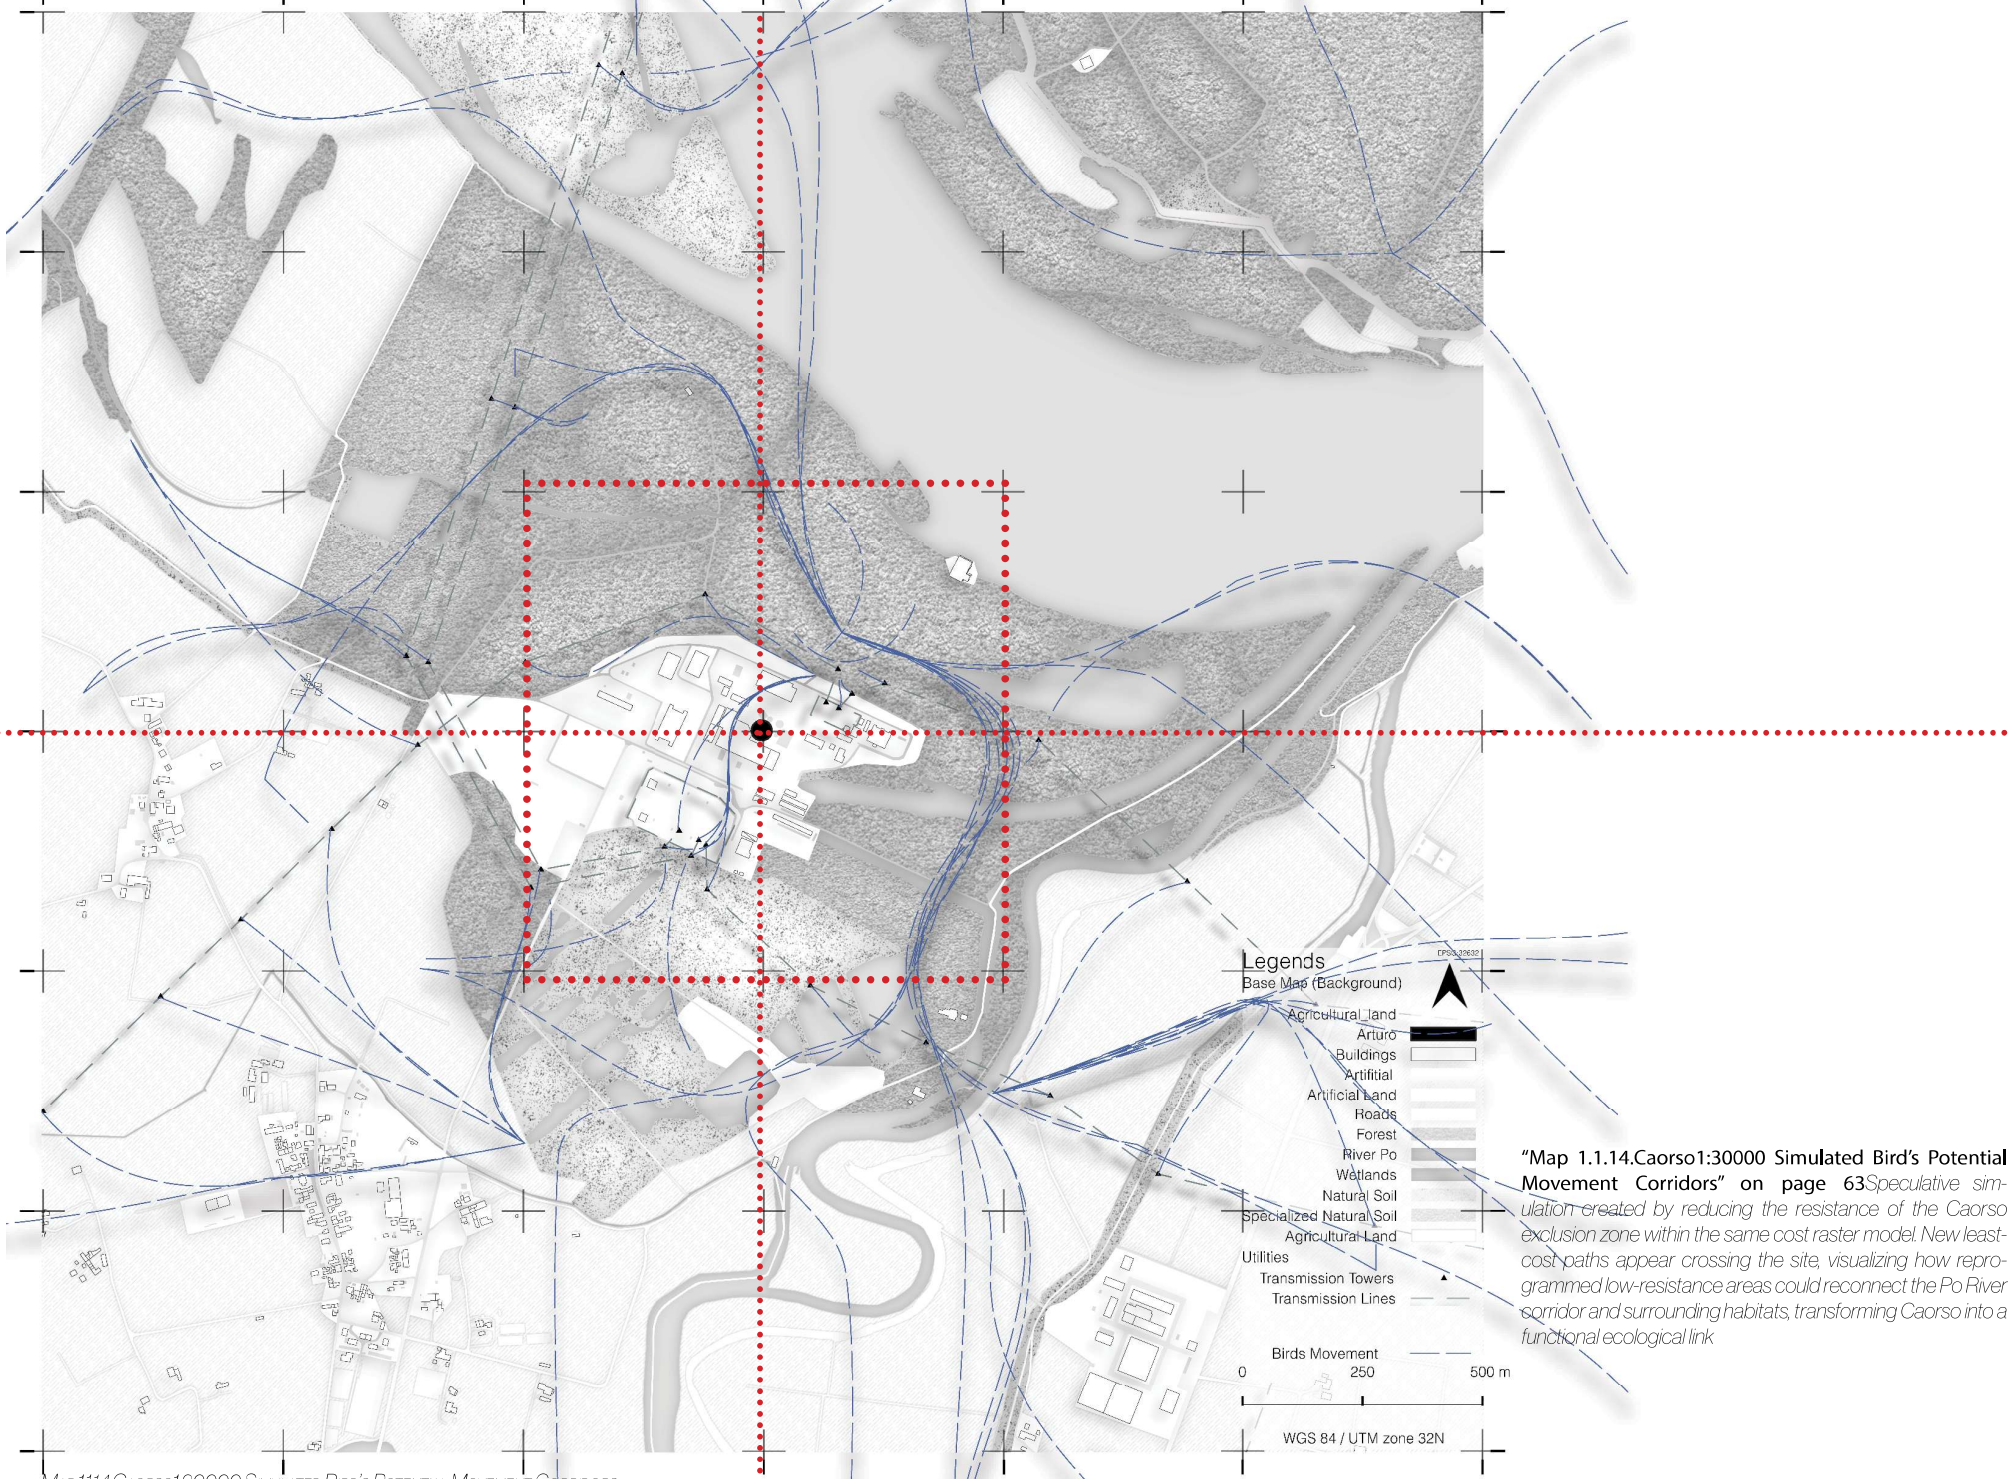 Legends
EPSG:32632
Base Map (Background)
Agricultural_land
Arturo
Buildings
Artifitial
Artificial Land
Roads
Forest
River Po
Wetlands
Natural Soil
Specialized Natural Soil
Agricultural Land
Utilities
Transmission Towers
Transmission Lines
Birds Movement
0 250 500 m
WGS 84 / UTM zone 32N
“Map 1.1.14.Caorso1:30000 Simulated Bird’s Potential
Movement Corridors” on page 63Speculative sim-
ulation created by reducing the resistance of the Caorso
exclusion zone within the same cost raster model. New least-
cost paths appear crossing the site, visualizing how repro-
grammed low-resistance areas could reconnect the Po River
corridor and surrounding habitats, transforming Caorso into a
functional ecological link